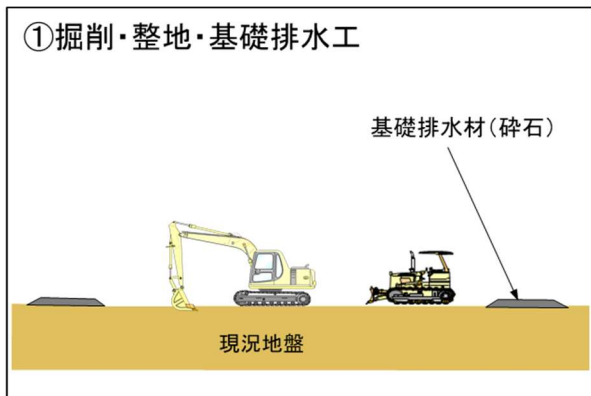 ①掘削・整地・基礎排水工
基礎排水材（砕石）
現況地盤